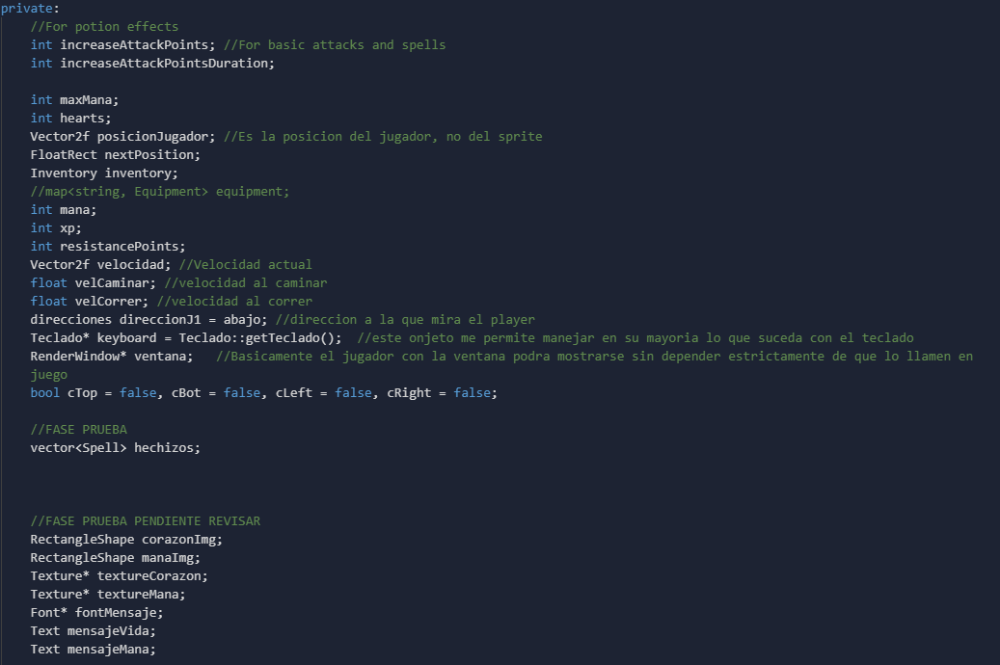 private:
//For potion effects
int increaseAttackPoints; //For basic attacks and spells
int increaseAttackPointsDuration;
int maxMana;
int hearts;
Vector2f posicionJugador; //Es la posicion del jugador, no del sprite
FloatRect nextPosition;
Inventory inventory;
//map<string, Equipment> equipment;
int mana;
int xp;
int resistancePoints;
Vector2f velocidad; //Velocidad actual
float velCaminar; //velocidad al caminar
float velCorrer; //velocidad al correr
direcciones direccionJ1 = abajo; //direccion a la que mira el player
Teclado* keyboard = Teclado::getTeclado();  //este onjeto me permite manejar en su mayoria lo que suceda con el teclado
RenderWindow* ventana;   //Basicamente el jugador con la ventana podra mostrarse sin depender estrictamente de que lo llamen en
juego
bool cTop = false, cBot = false, cLeft = false, cRight = false;
//FASE PRUEBA
vector<Spell> hechizos;
//FASE PRUEBA PENDIENTE REVISAR
RectangleShape corazonImg;
RectangleShape manaImg;
Texture* textureCorazon;
Texture* textureMana;
Font* fontMensaje;
Text mensajeVida;
Text mensajeMana;